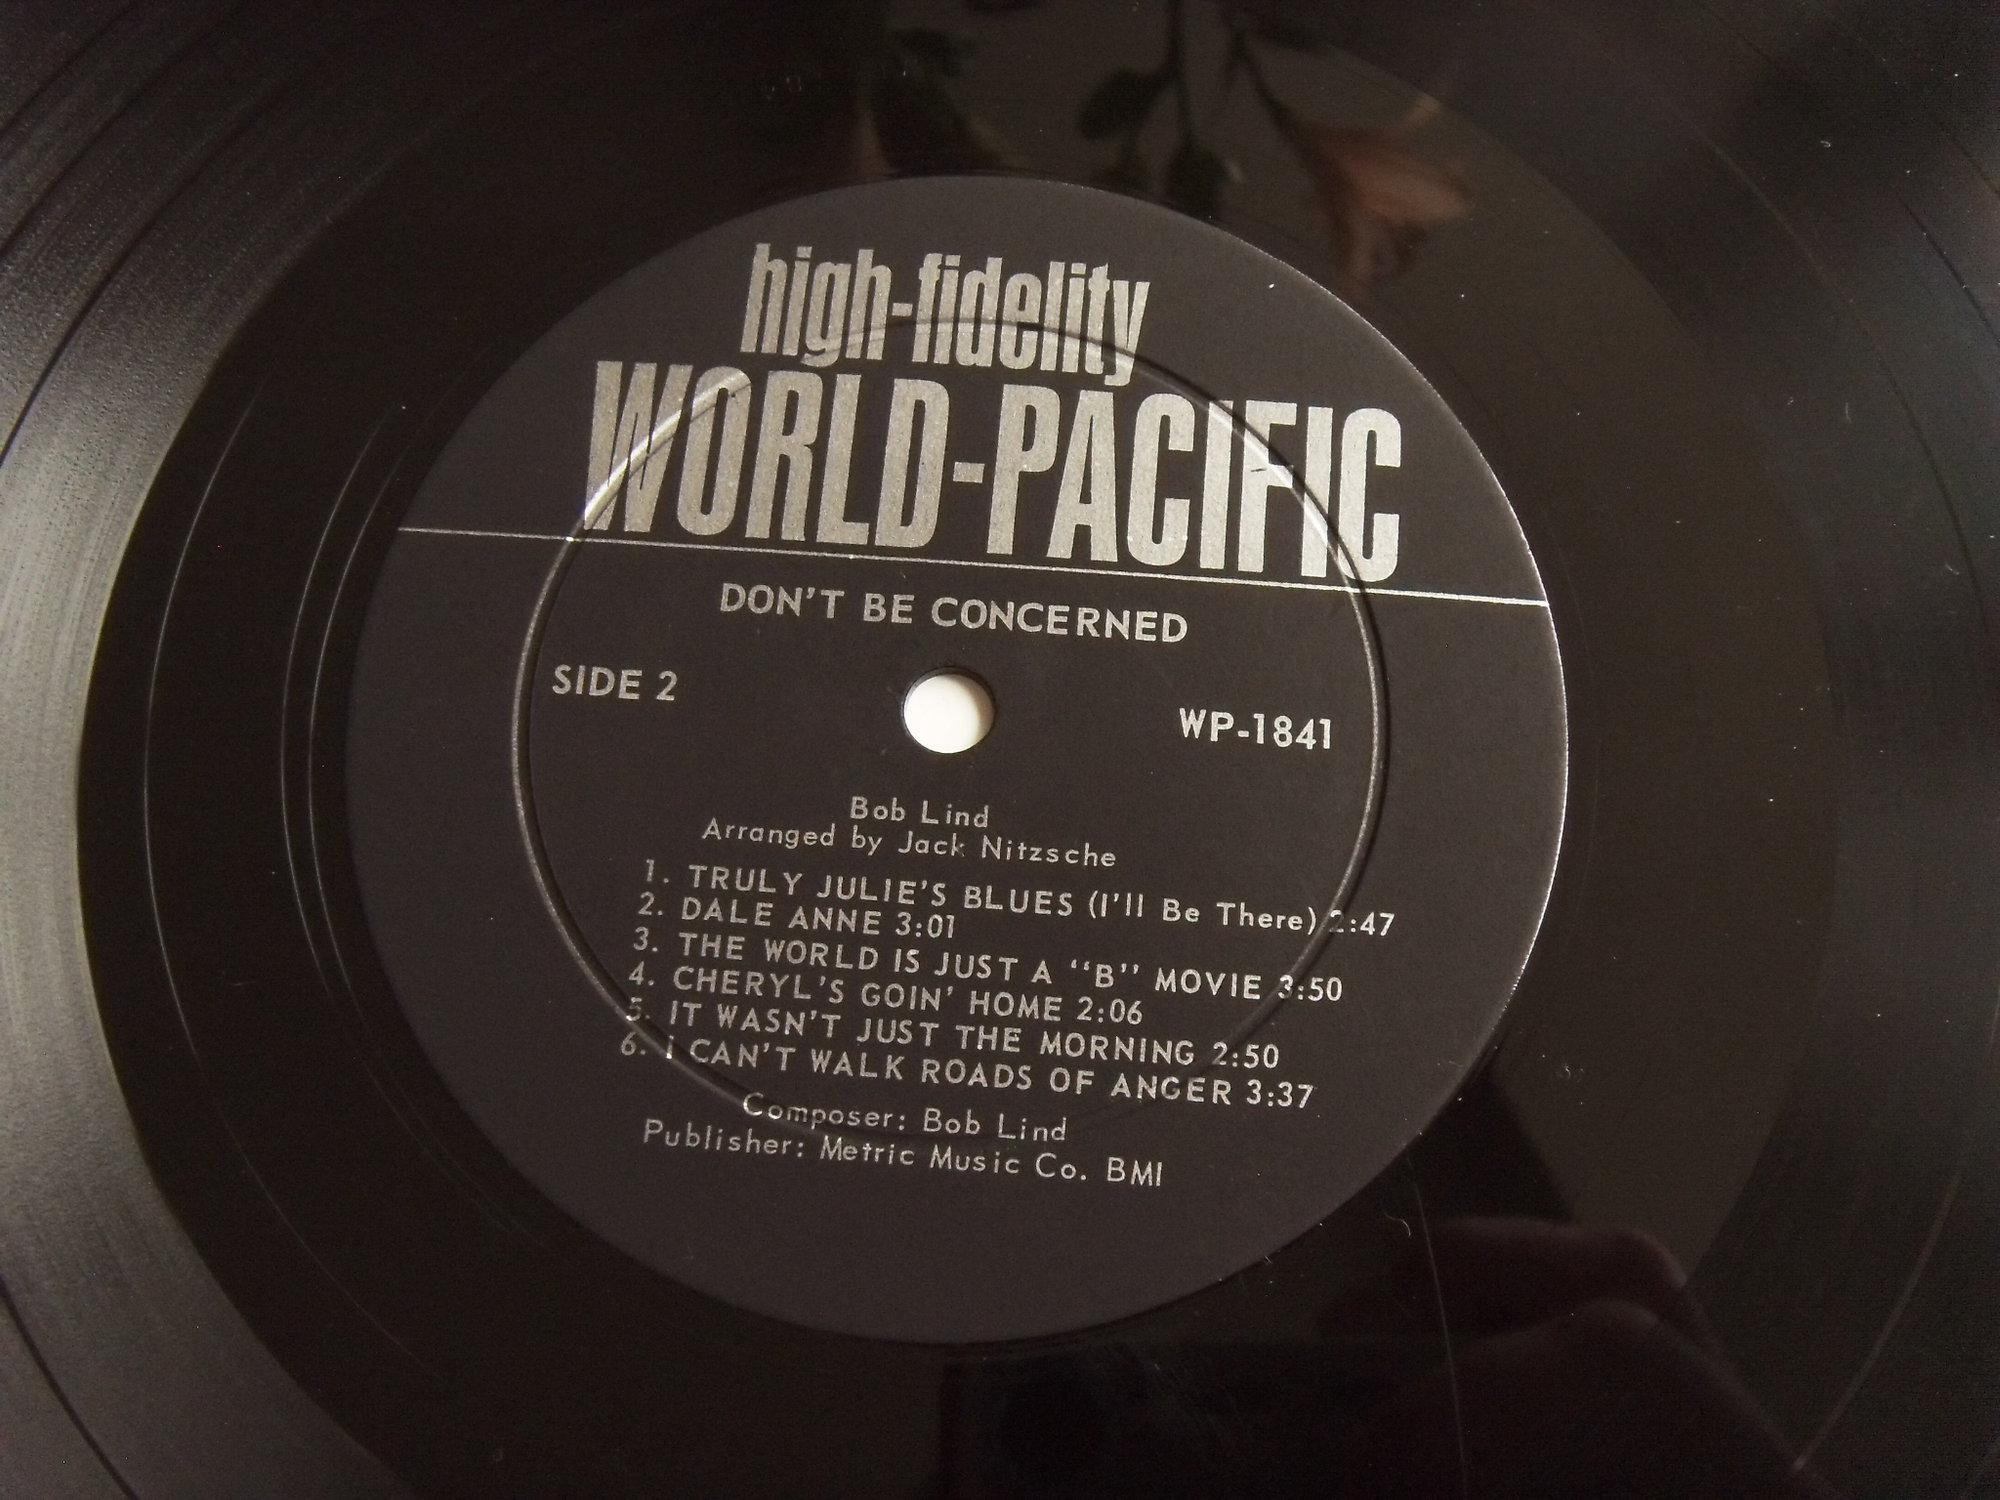 high-fidelity
WORLD-PACIFIC
DON'T BE CONCERNED
SIDE 2
WP-1841
Bob Lind
Arranged by Jack Nitzsche
1. TRULY JULIE'S BLUES (I'll Be There) 2:47
2. DALE ANNE 3:01
3. THE WORLD IS JUST A "B" MOVIE 3:50
4. CHERYL'S GOIN' HOME 2:06
5. IT WASN'T JUST THE MORNING 2:50
6. I CAN'T WALK ROADS OF ANGER 3:37
Composer: Bob Lind
Publisher: Metric Music Co. BMI